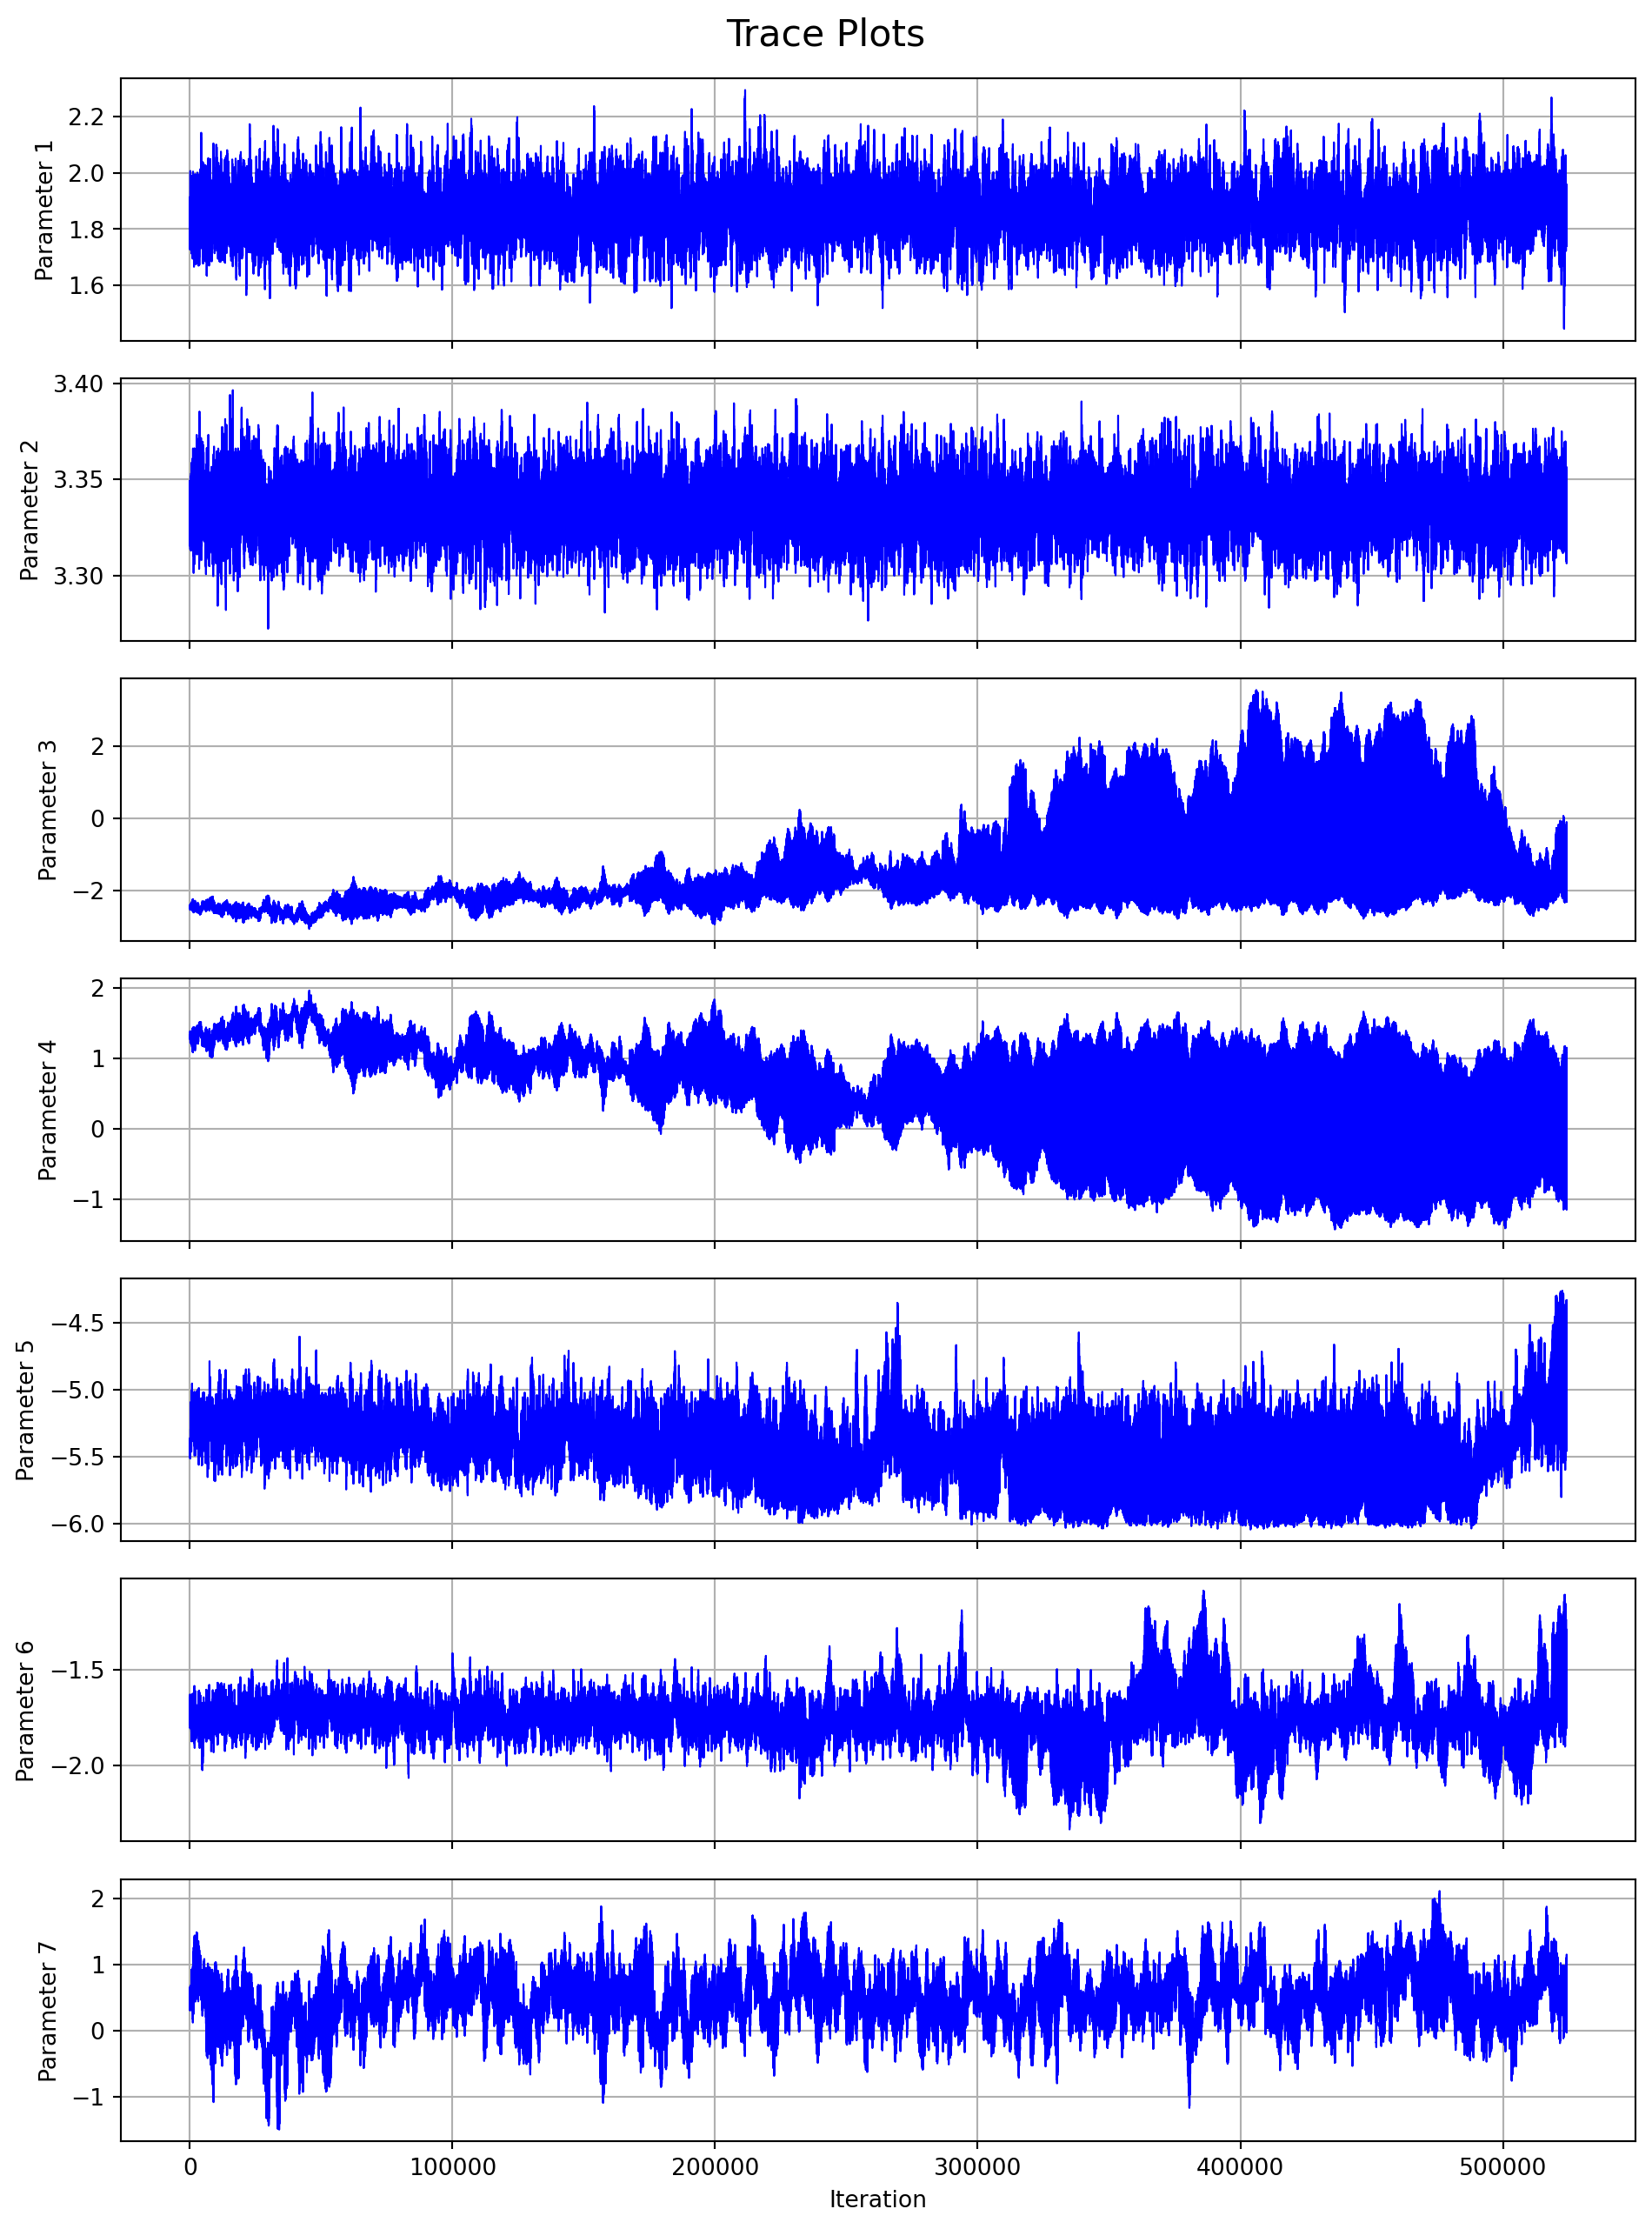 Trace Plots
Parameter 1
2.2
2.0
1.8
1.6
Parameter 2
3.40
3.35
3.30
Parameter 3
2
0
−2
Parameter 4
2
1
0
−1
Parameter 5
−4.5
−5.0
−5.5
−6.0
Parameter 6
−1.5
−2.0
Parameter 7
2
1
0
−1
0 100000 200000 300000 400000 500000
Iteration